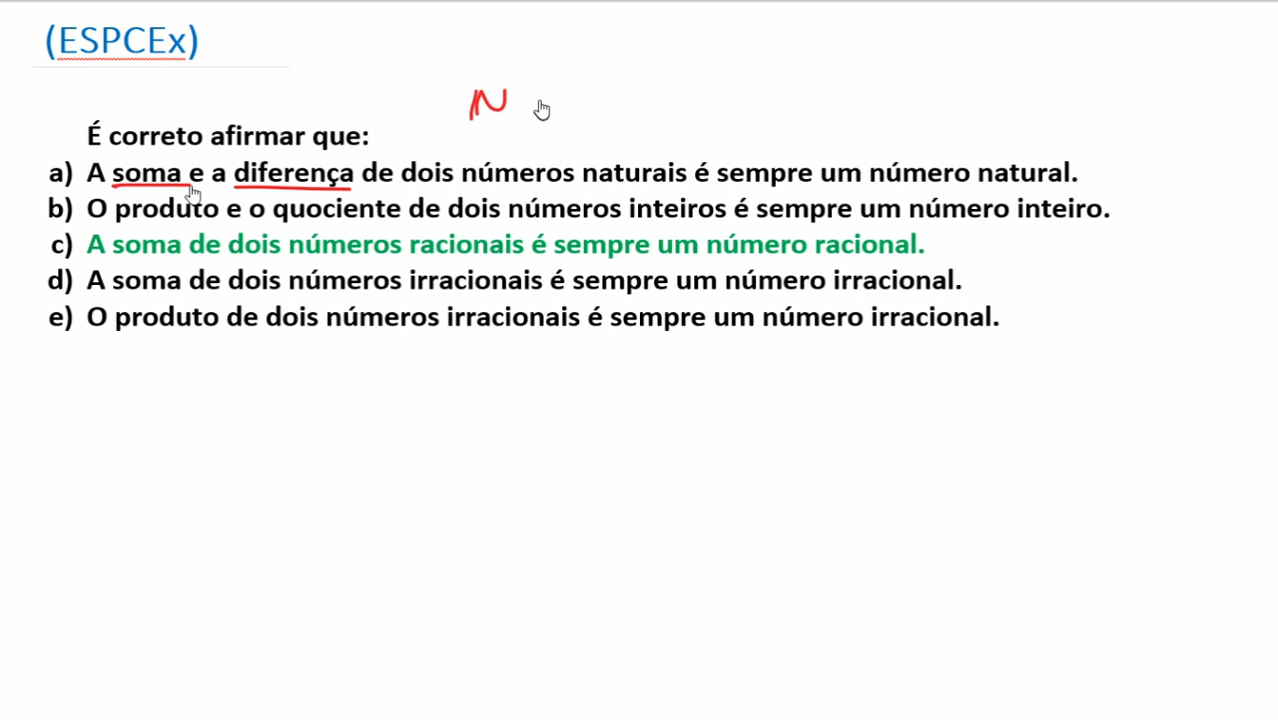 (ESPCEx)
N
É correto afirmar que:
a) A soma e a diferença de dois números naturais é sempre um número natural.
b) O produto e o quociente de dois números inteiros é sempre um número inteiro.
c) A soma de dois números racionais é sempre um número racional.
d) A soma de dois números irracionais é sempre um número irracional.
e) O produto de dois números irracionais é sempre um número irracional.